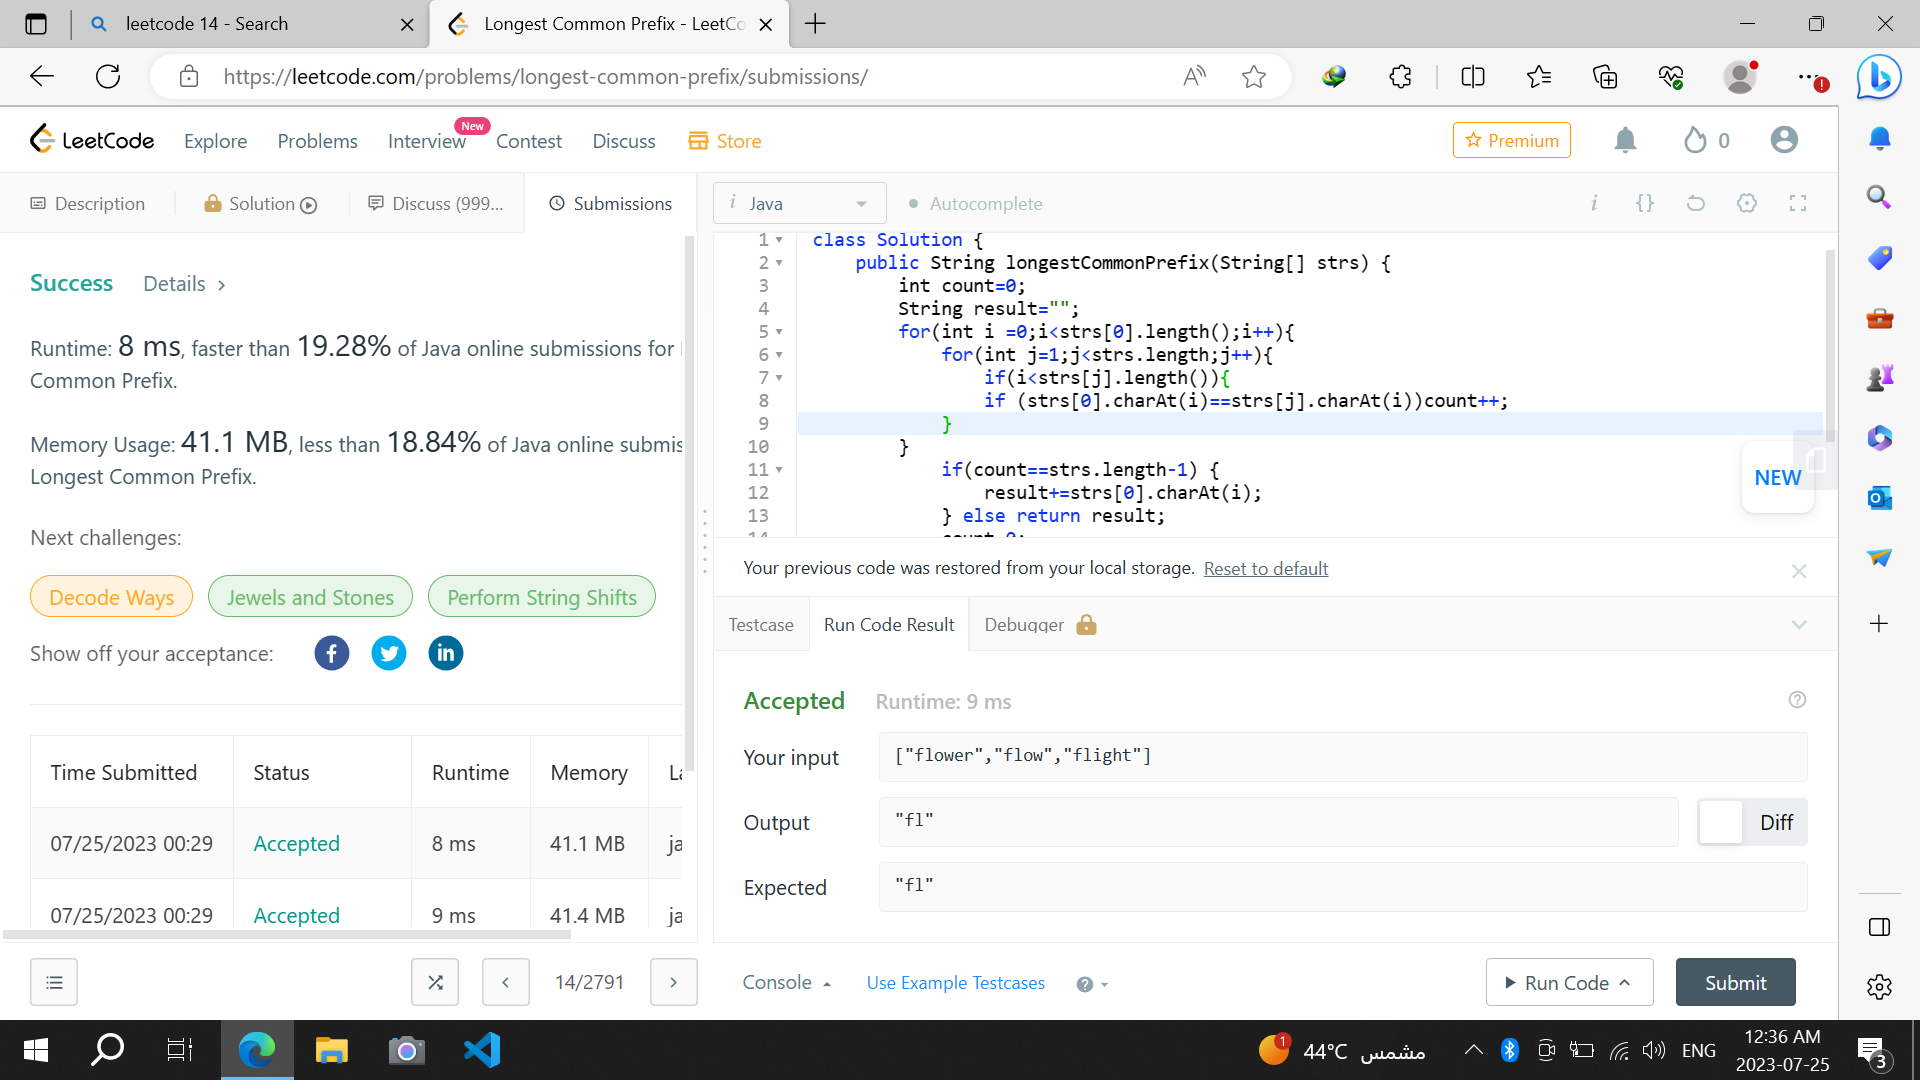 leetcode 14 - Search
Longest Common Prefix - LeetCo
https://leetcode.com/problems/longest-common-prefix/submissions/
LeetCode Explore Problems Interview New Contest Discuss Store Premium 0
Description Solution Discuss (999... Submissions
Java Autocomplete
Success Details >
Runtime: 8 ms, faster than 19.28% of Java online submissions for
Common Prefix.
Memory Usage: 41.1 MB, less than 18.84% of Java online submis
Longest Common Prefix.
Next challenges:
Decode Ways Jewels and Stones Perform String Shifts
Show off your acceptance:
Time Submitted Status Runtime Memory La
07/25/2023 00:29 Accepted 8 ms 41.1 MB ja
07/25/2023 00:29 Accepted 9 ms 41.4 MB ja
14/2791
1 class Solution {
2 public String longestCommonPrefix(String[] strs) {
3 int count=0;
4 String result="";
5 for(int i =0;i<strs[0].length();i++){
6 for(int j=1;j<strs.length;j++){
7 if(i<strs[j].length()){
8 if (strs[0].charAt(i)==strs[j].charAt(i))count++;
9 }
10 }
11 if(count==strs.length-1) {
12 result+=strs[0].charAt(i);
13 } else return result;
14 count=0;
NEW
Your previous code was restored from your local storage. Reset to default
Testcase Run Code Result Debugger
Accepted Runtime: 9 ms
Your input ["flower","flow","flight"]
Output "fl" Diff
Expected "fl"
Console Use Example Testcases Run Code Submit
1 44°C مشمس ENG 12:36 AM
2023-07-25 3